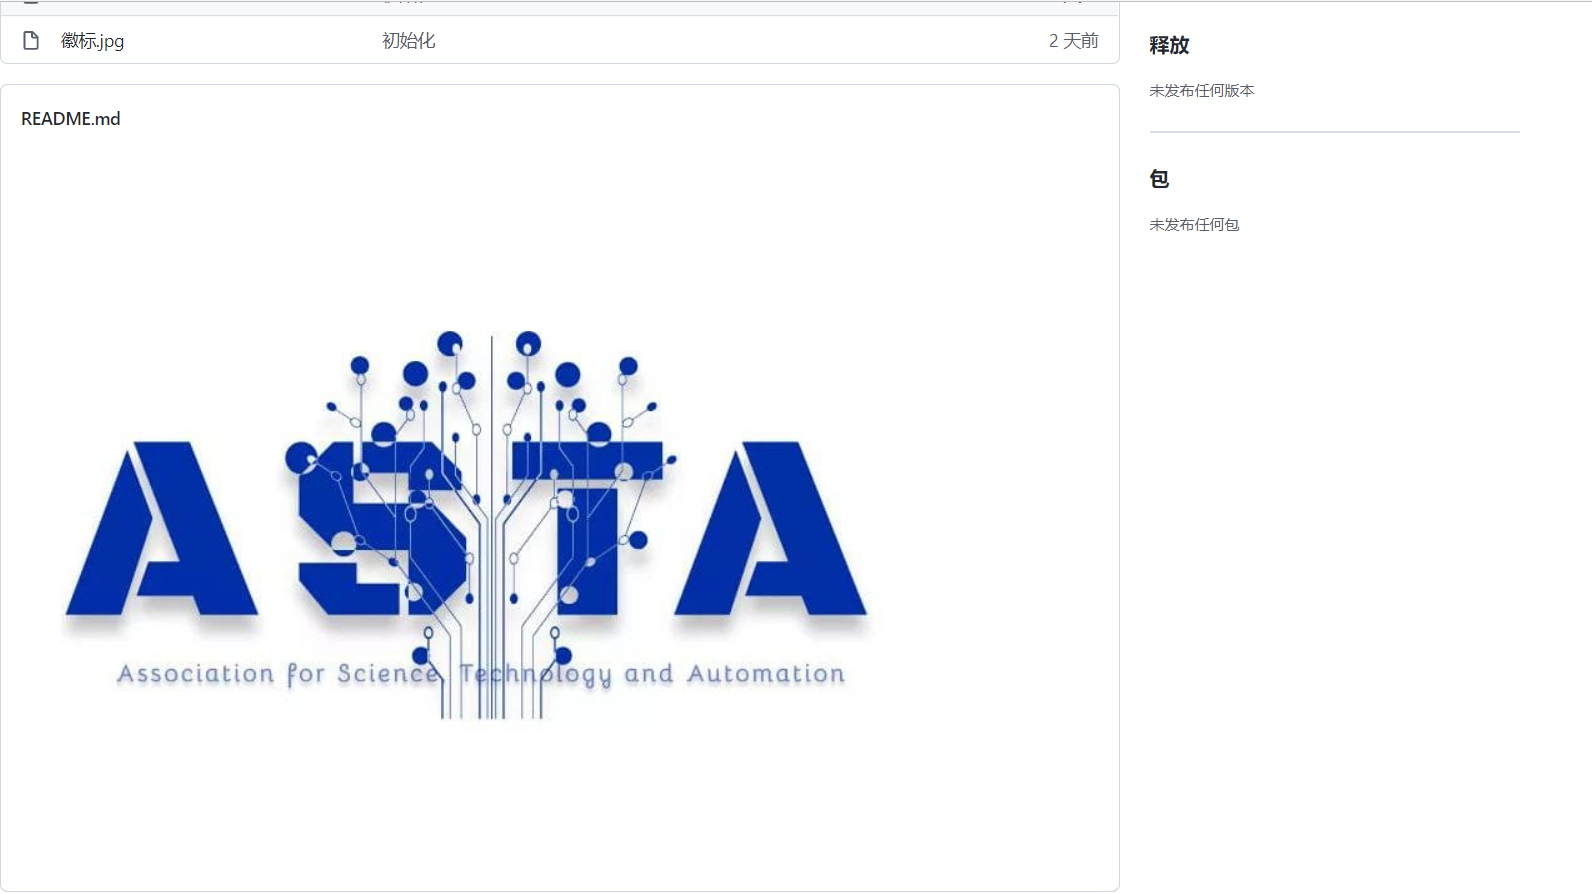 徽标.jpg 初始化 2 天前
README.md
ASTA
Association for Science Technology and Automation
释放
未发布任何版本
包
未发布任何包